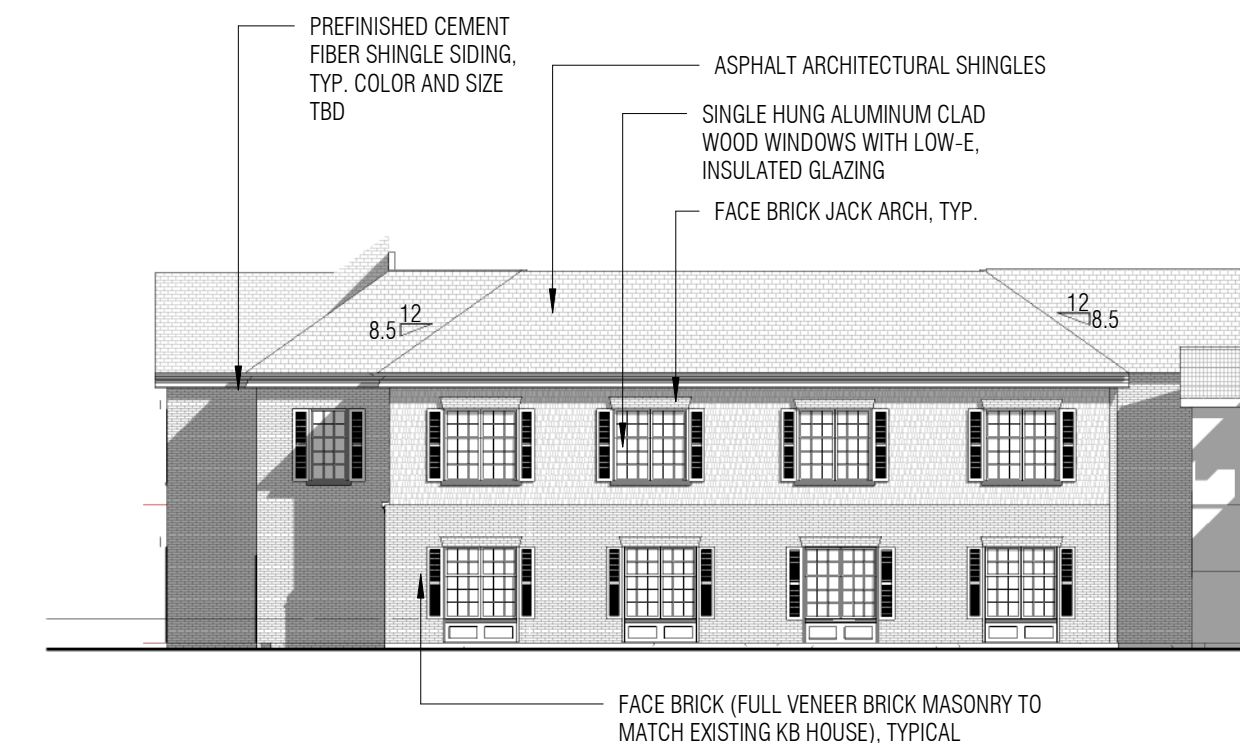 PREFINISHED CEMENT
FIBER SHINGLE SIDING,
TYP. COLOR AND SIZE
TBD
ASPHALT ARCHITECTURAL SHINGLES
SINGLE HUNG ALUMINUM CLAD
WOOD WINDOWS WITH LOW-E,
INSULATED GLAZING
FACE BRICK JACK ARCH, TYP.
12
8.5
12
8.5
FACE BRICK (FULL VENEER BRICK MASONRY TO
MATCH EXISTING KB HOUSE), TYPICAL